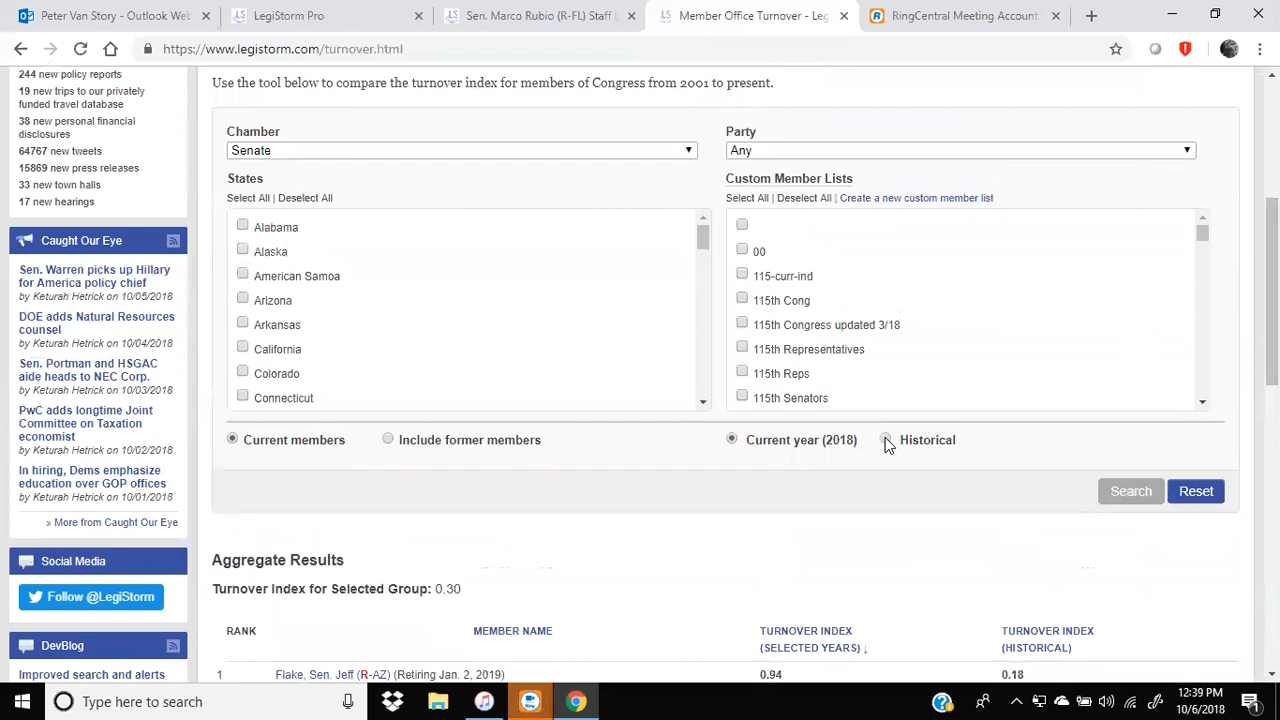 Peter Van Story - Outlook Web
LegiStorm Pro
Sen. Marco Rubio (R-FL) Staff
Member Office Turnover - Leg
RingCentral Meeting Account
https://www.legistorm.com/turnover.html
244 new policy reports
19 new trips to our privately
funded travel database
38 new personal financial
disclosures
64767 new tweets
15869 new press releases
33 new town halls
17 new hearings
Caught Our Eye
Sen. Warren picks up Hillary
for America policy chief
by Keturah Hetrick on 10/05/2018
DOE adds Natural Resources
counsel
by Keturah Hetrick on 10/04/2018
Sen. Portman and HSGAC
aide heads to NEC Corp.
by Keturah Hetrick on 10/03/2018
PwC adds longtime Joint
Committee on Taxation
economist
by Keturah Hetrick on 10/02/2018
In hiring, Dems emphasize
education over GOP offices
by Keturah Hetrick on 10/01/2018
» More from Caught Our Eye
Social Media
Follow @LegiStorm
DevBlog
Improved search and alerts
Use the tool below to compare the turnover index for members of Congress from 2001 to present.
Chamber
Senate
Party
Any
States
Select All | Deselect All
Alabama
Alaska
American Samoa
Arizona
Arkansas
California
Colorado
Connecticut
Custom Member Lists
Select All | Deselect All | Create a new custom member list
00
115-curr-ind
115th Cong
115th Congress updated 3/18
115th Representatives
115th Reps
115th Senators
Current members Include former members
Current year (2018) Historical
Search Reset
Aggregate Results
Turnover Index for Selected Group: 0.30
RANK MEMBER NAME TURNOVER INDEX (SELECTED YEARS) ↓ TURNOVER INDEX (HISTORICAL)
1 Flake, Sen. Jeff (R-AZ) (Retiring Jan. 2, 2019) 0.94 0.18
Type here to search
12:39 PM
10/6/2018